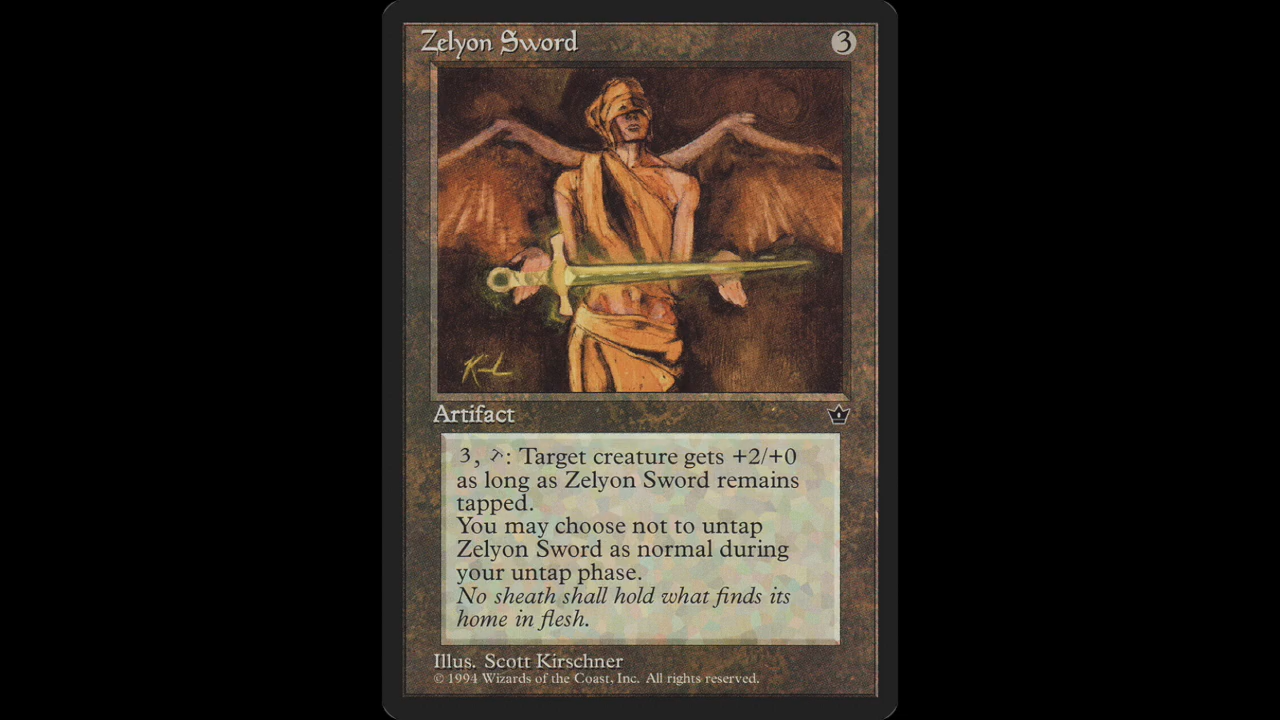 Zelyon Sword
3
Artifact
3, : Target creature gets +2/+0
as long as Zelyon Sword remains
tapped.
You may choose not to untap
Zelyon Sword as normal during
your untap phase.
No sheath shall hold what finds its
home in flesh.
Illus. Scott Kirschner
© 1994 Wizards of the Coast, Inc. All rights reserved.